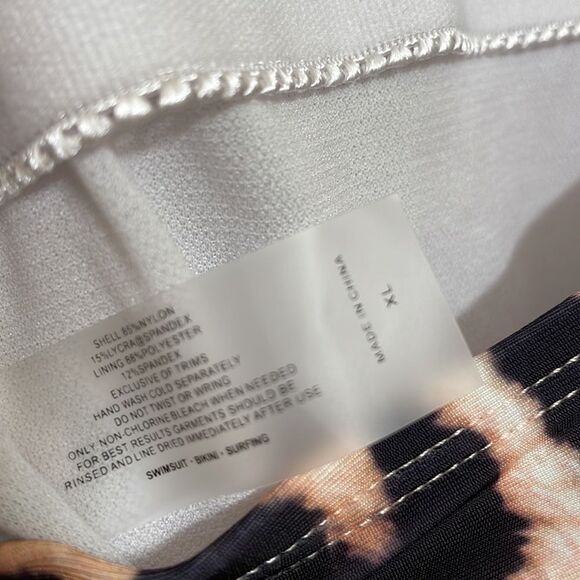 SHELL 85%NYLON
15%LYCRA@SPANDEX
LINING 88%POLYESTER
12%SPANDEX
EXCLUSIVE OF TRIMS
HAND WASH COLD SEPARATELY
DO NOT TWIST OR WRING
ONLY NON-CHLORINE BLEACH WHEN NEEDED
FOR BEST RESULTS GARMENTS SHOULD BE
RINSED AND LINE DRIED IMMEDIATELY AFTER USE
SWIMSUIT · BIKINI · SURFING
MADE IN CHINA
XL